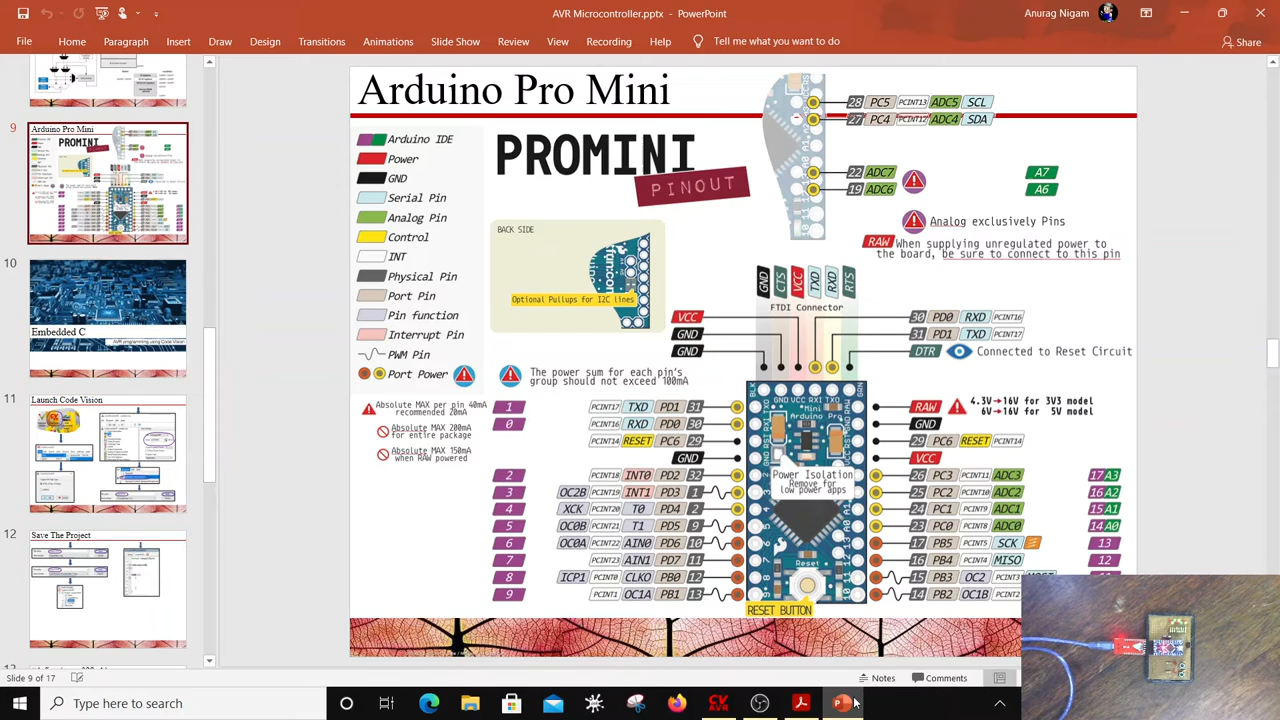 AVR Microcontroller.pptx - PowerPoint
Anurag Nigam
File Home Paragraph Insert Draw Design Transitions Animations Slide Show Review View Recording Help Tell me what you want to do Share
9
Arduino Pro Mini
10
Embedded C
AVR programming using Code Vision
11
Launch Code Vision
12
Save The Project
Arduino Pro Mini
PROMINI
PINOUT
Arduino IDE
Power
GND
Serial Pin
Analog Pin
Control
INT
Physical Pin
Port Pin
Pin function
Interrupt Pin
PWM Pin
Port Power
BACK SIDE
Optional Pullups for I2C lines
The power sum for each pin's
group should not exceed 100mA
Absolute MAX per pin 40mA
recommended 20mA
Absolute MAX 200mA
for entire package
Absolute MAX 150mA
when RAW powered
28 PC5 PCINT13 ADC5 SCL
27 PC4 PCINT12 ADC4 SDA
22 ADC7 A7
19 ADC6 A6
Analog exclusively Pins
RAW When supplying unregulated power to
the board, be sure to connect to this pin
GND CTS VCC TXD RXD RTS
FTDI Connector
VCC
GND
GND
30 PD0 RXD PCINT16
31 PD1 TXD PCINT17
DTR Connected to Reset Circuit
1 PCINT17 TXD PD1 31
0 PCINT16 RXD PD0 30
PCINT14 RESET PC6 29
GND
2 PCINT18 INT0 PD2 32
3 OC2B PCINT19 INT1 PD3 1
4 XCK PCINT20 T0 PD4 2
5 OC0B PCINT21 T1 PD5 9
6 OC0A PCINT22 AIN0 PD6 10
7 PCINT23 AIN1 PD7 11
8 ICP1 PCINT0 CLKO PB0 12
9 PCINT1 OC1A PB1 13
Power Isolation
Remove for
low power apps
Reset
RESET BUTTON
RAW 4.3V→16V for 3V3 model
6V→16V for 5V model
GND
29 PC6 RESET PCINT14
VCC
26 PC3 PCINT11 ADC3 17 A3
25 PC2 PCINT10 ADC2 16 A2
24 PC1 PCINT9 ADC1 15 A1
23 PC0 PCINT8 ADC0 14 A0
17 PB5 PCINT5 SCK 13
16 PB4 PCINT4 MISO 12
15 PB3 OC2 PCINT3
14 PB2 OC1B PCINT2
Slide 9 of 17
Notes Comments
Type here to search
CV
AVR